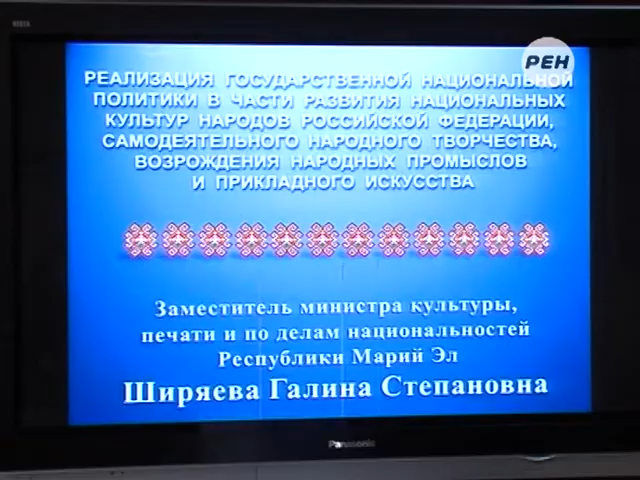 РЕН
РЕАЛИЗАЦИЯ ГОСУДАРСТВЕННОЙ НАЦИОНАЛЬНОЙ
ПОЛИТИКИ В ЧАСТИ РАЗВИТИЯ НАЦИОНАЛЬНЫХ
КУЛЬТУР НАРОДОВ РОССИЙСКОЙ ФЕДЕРАЦИИ,
САМОДЕЯТЕЛЬНОГО НАРОДНОГО ТВОРЧЕСТВА,
ВОЗРОЖДЕНИЯ НАРОДНЫХ ПРОМЫСЛОВ
И ПРИКЛАДНОГО ИСКУССТВА
Заместитель министра культуры,
печати и по делам национальностей
Республики Марий Эл
Ширяева Галина Степановна
Panasonic